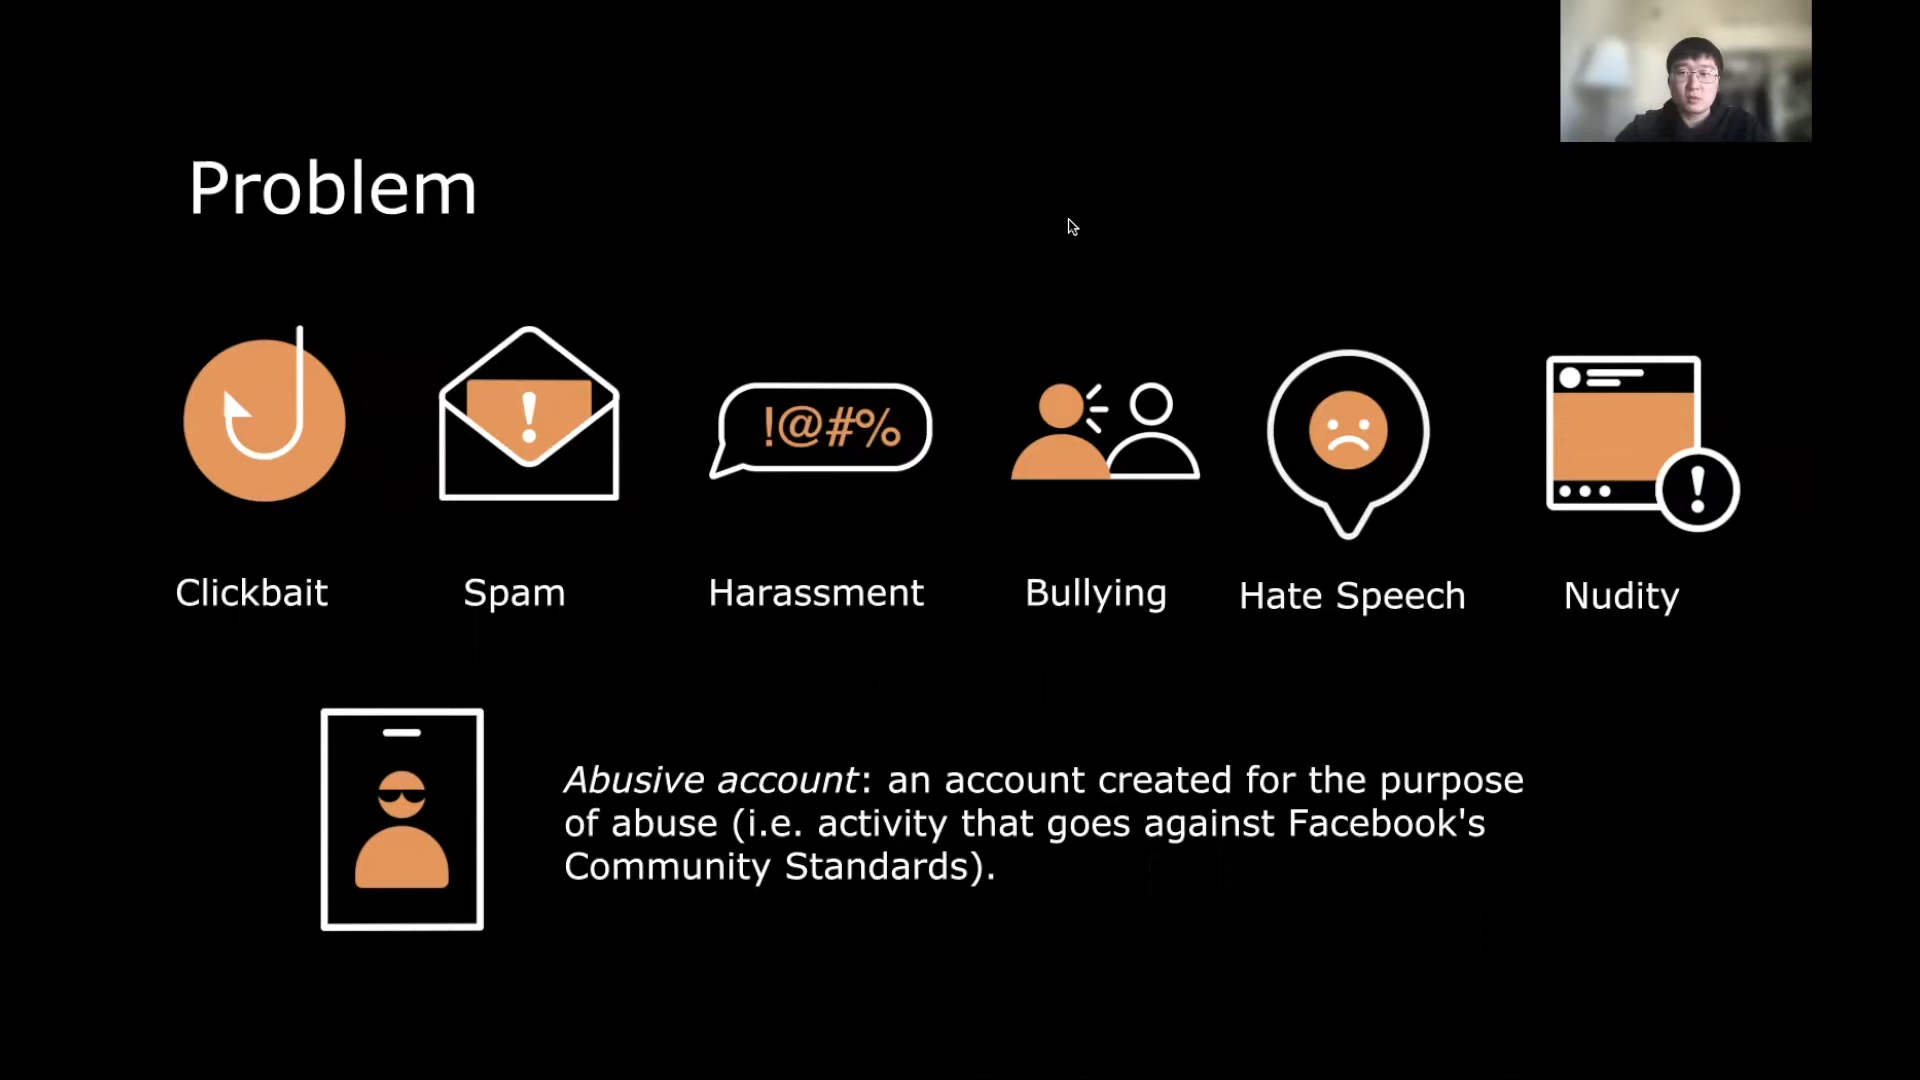 Problem
!
!@#%
!
Clickbait
Spam
Harassment
Bullying
Hate Speech
Nudity
Abusive account: an account created for the purpose
of abuse (i.e. activity that goes against Facebook's
Community Standards).